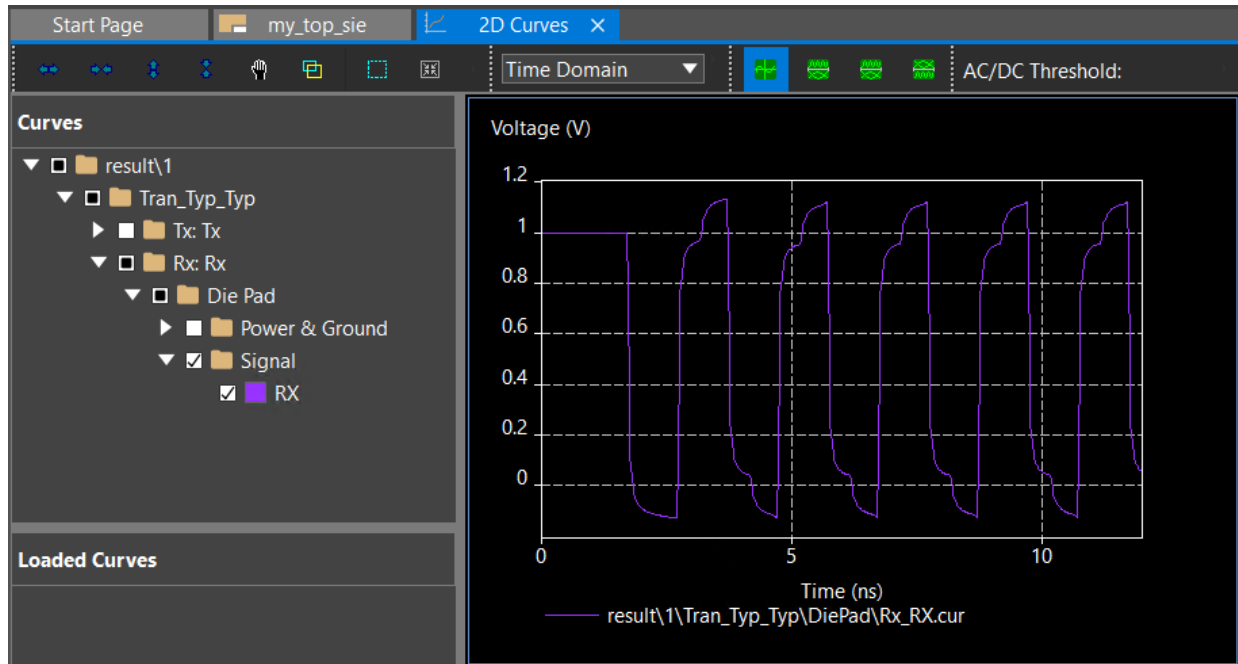 Start Page my_top_sie 2D Curves
Time Domain AC/DC Threshold:
Curves
result\1
Tran_Typ_Typ
Tx: Tx
Rx: Rx
Die Pad
Power & Ground
Signal
RX
Loaded Curves
Voltage (V)
1.2
1
0.8
0.6
0.4
0.2
0
0 5 10
Time (ns)
result\1\Tran_Typ_Typ\DiePad\Rx_RX.cur